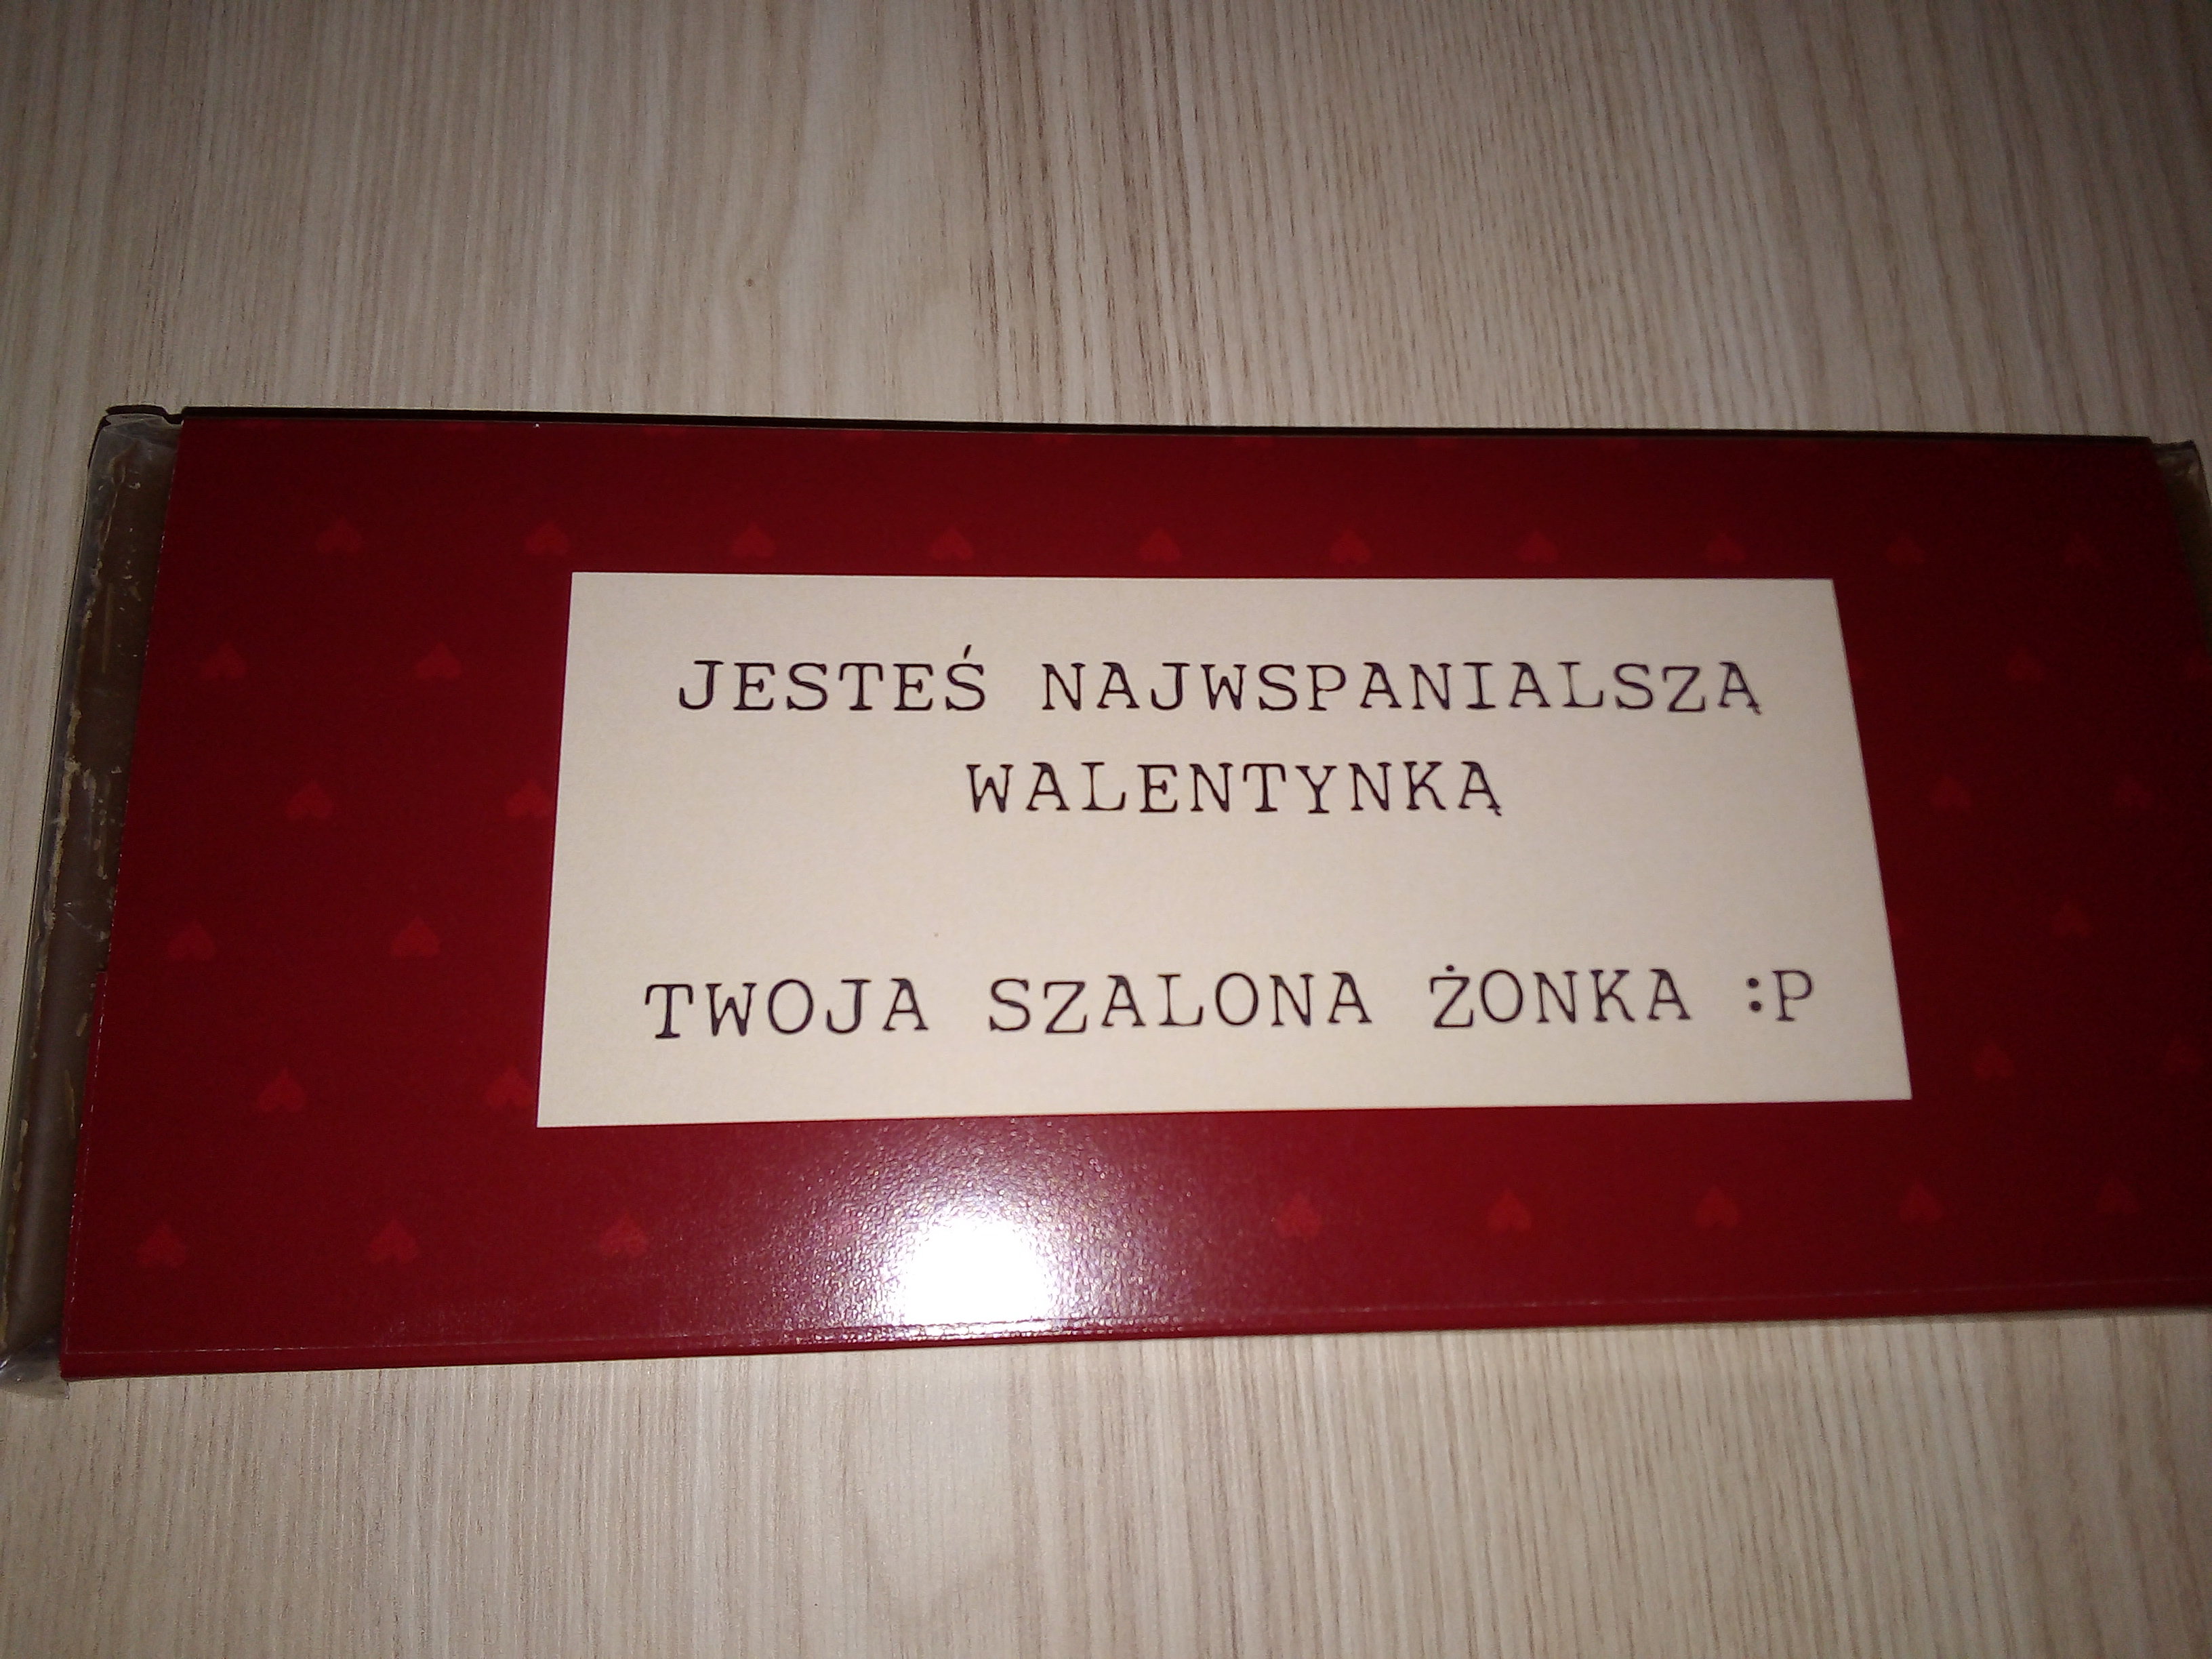 JESTEŚ NAJWSPANIALSZĄ
WALENTYNKĄ
TWOJA SZALONA ŻONKA :P